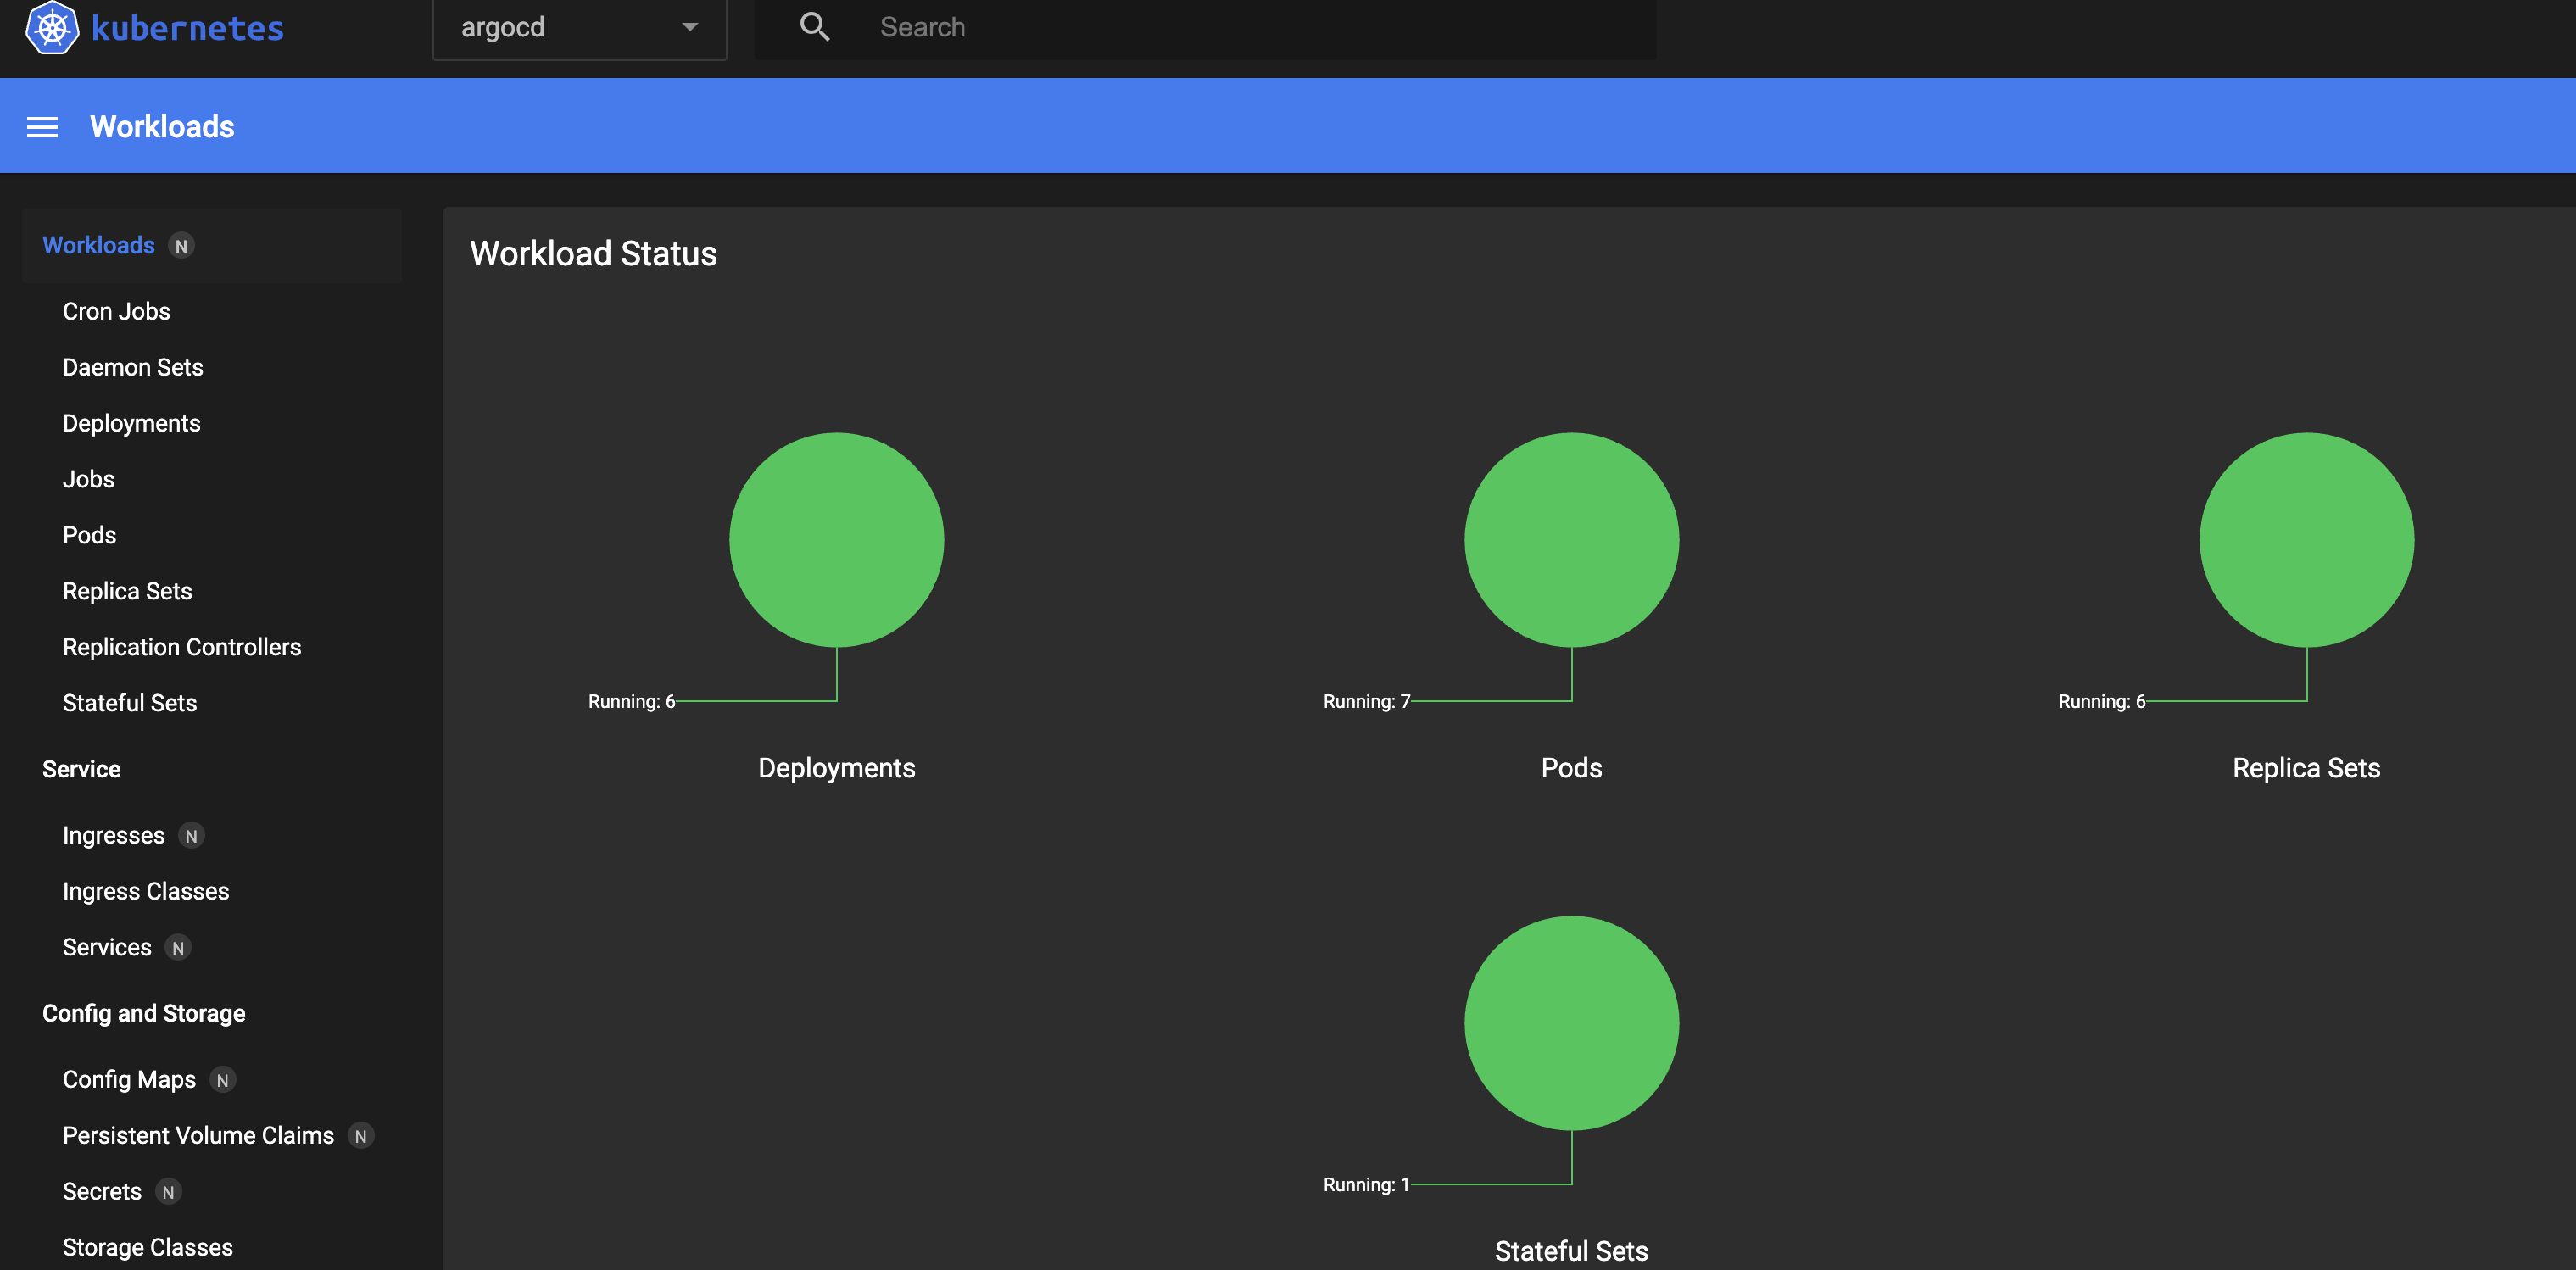 kubernetes
argocd
Search
Workloads
Workloads N
Cron Jobs
Daemon Sets
Deployments
Jobs
Pods
Replica Sets
Replication Controllers
Stateful Sets
Service
Ingresses N
Ingress Classes
Services N
Config and Storage
Config Maps N
Persistent Volume Claims N
Secrets N
Storage Classes
Workload Status
Running: 6
Deployments
Running: 7
Pods
Running: 6
Replica Sets
Running: 1
Stateful Sets